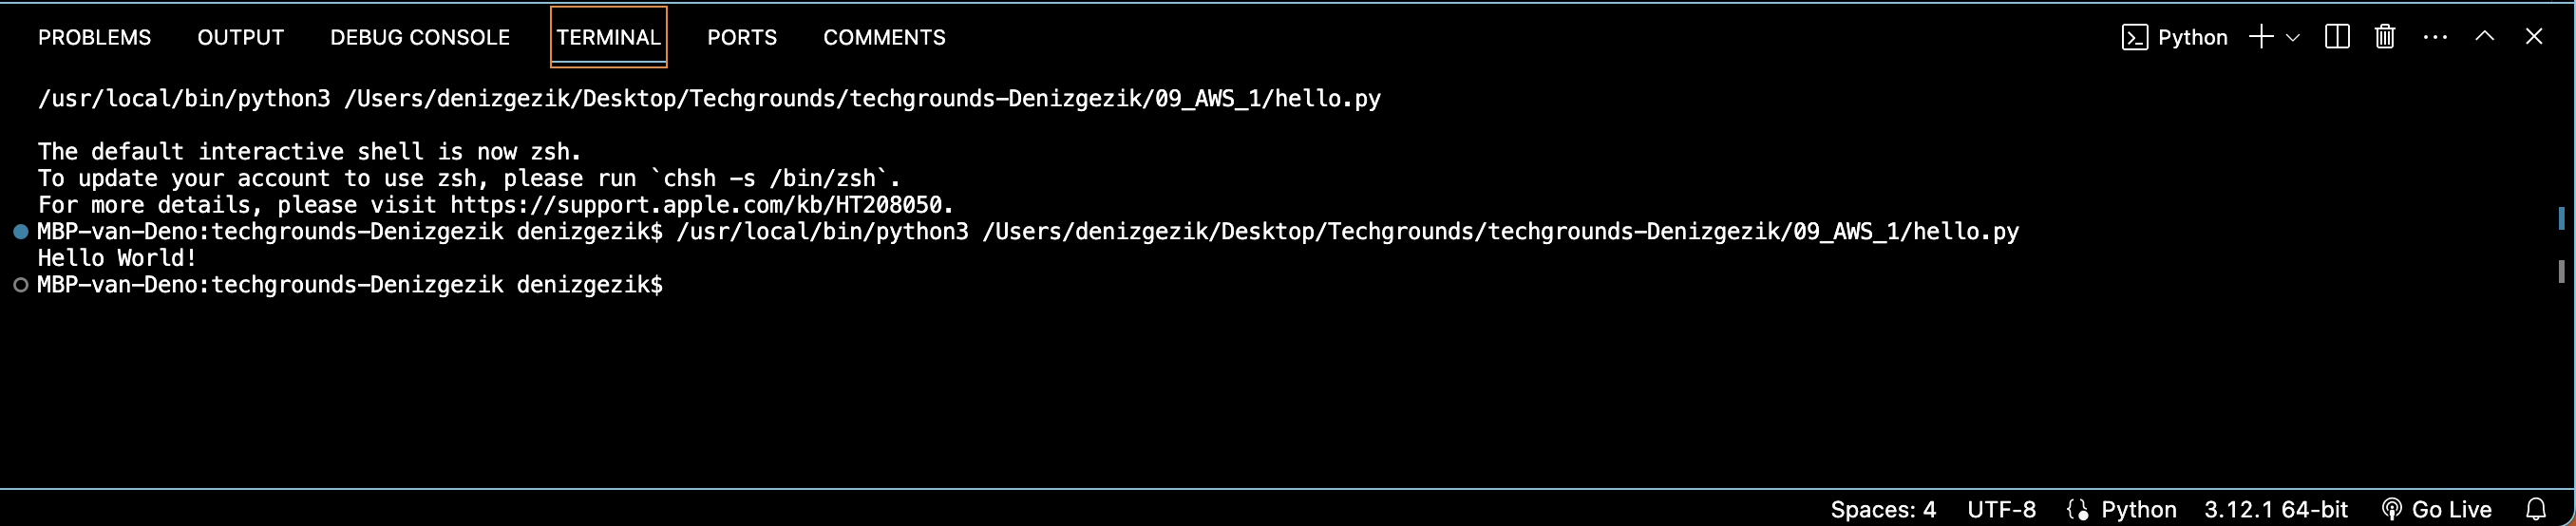 PROBLEMS OUTPUT DEBUG CONSOLE TERMINAL PORTS COMMENTS Python
/usr/local/bin/python3 /Users/denizgezik/Desktop/Techgrounds/techgrounds-Denizgezik/09_AWS_1/hello.py
The default interactive shell is now zsh.
To update your account to use zsh, please run `chsh -s /bin/zsh`.
For more details, please visit https://support.apple.com/kb/HT208050.
MBP-van-Deno:techgrounds-Denizgezik denizgezik$ /usr/local/bin/python3 /Users/denizgezik/Desktop/Techgrounds/techgrounds-Denizgezik/09_AWS_1/hello.py
Hello World!
MBP-van-Deno:techgrounds-Denizgezik denizgezik$
Spaces: 4 UTF-8 Python 3.12.1 64-bit Go Live